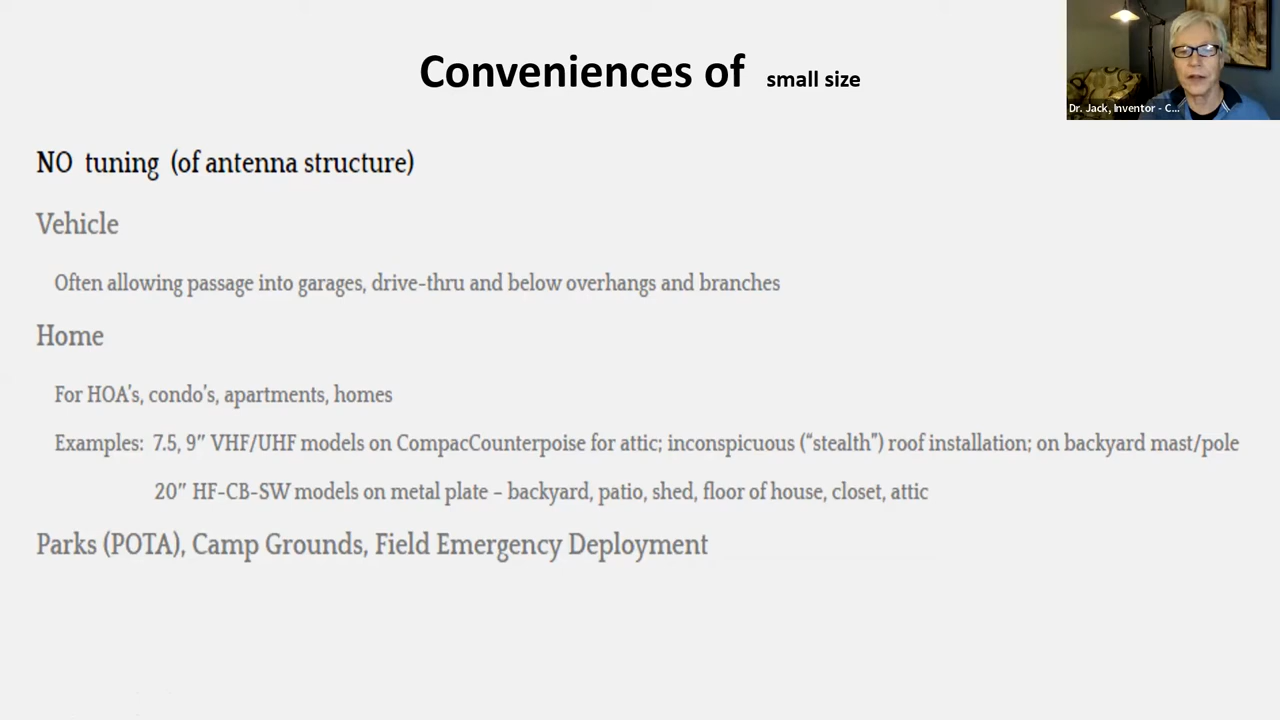 Conveniences of small size
Dr. Jack, Inventor - C...
NO tuning (of antenna structure)
Vehicle
Often allowing passage into garages, drive-thru and below overhangs and branches
Home
For HOA's, condo's, apartments, homes
Examples: 7.5, 9″ VHF/UHF models on CompacCounterpoise for attic; inconspicuous (“stealth”) roof installation; on backyard mast/pole
20″ HF-CB-SW models on metal plate – backyard, patio, shed, floor of house, closet, attic
Parks (POTA), Camp Grounds, Field Emergency Deployment